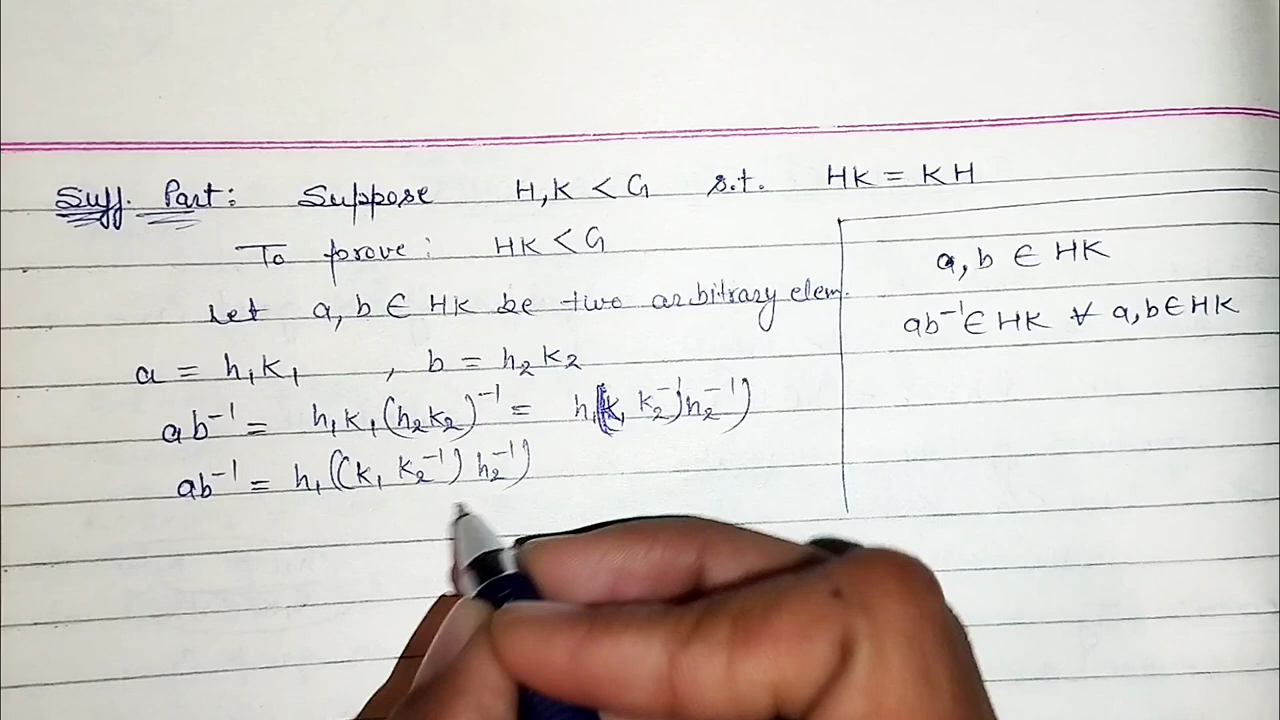 Suff. Part: Suppose H, K < G s.t. HK = KH
To prove: HK < G
Let a, b ∈ HK be two arbitrary elem.
a = h₁k₁ , b = h₂k₂
ab⁻¹ = h₁k₁(h₂k₂)⁻¹ = h₁(k₁ k₂⁻¹)h₂⁻¹)
ab⁻¹ = h₁((k₁ k₂⁻¹) h₂⁻¹)
a, b ∈ HK
ab⁻¹ ∈ HK ∀ a, b ∈ HK